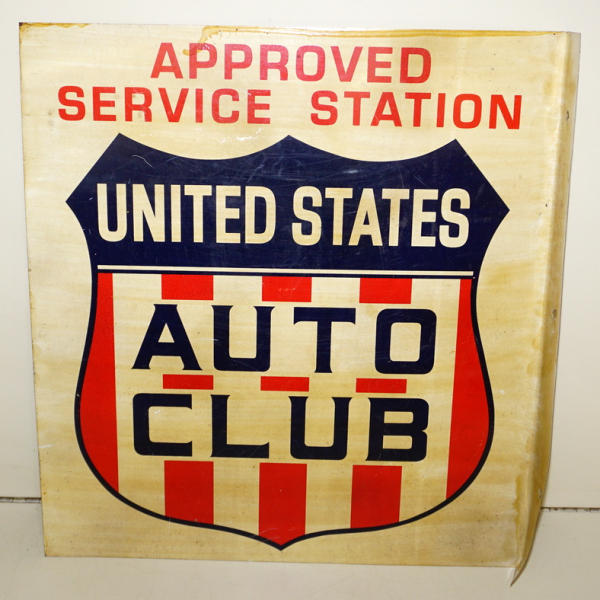 APPROVED
SERVICE STATION
UNITED STATES
AUTO
CLUB